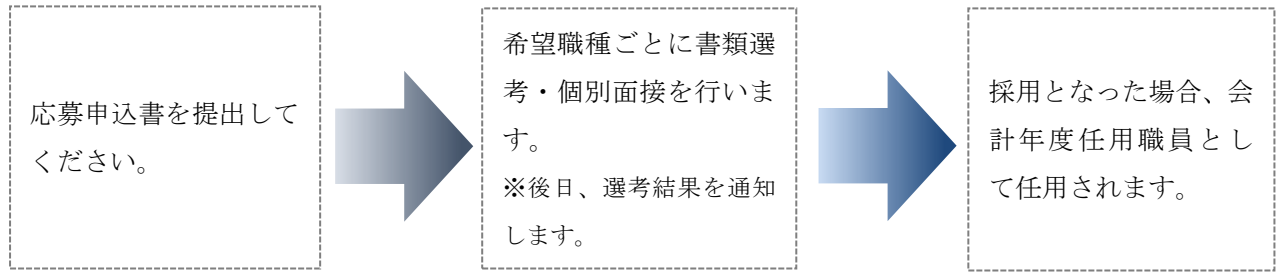 応募申込書を提出して
ください。
希望職種ごとに書類選
考・個別面接を行いま
す。
※後日、選考結果を通知
します。
採用となった場合、会
計年度任用職員とし
て任用されます。